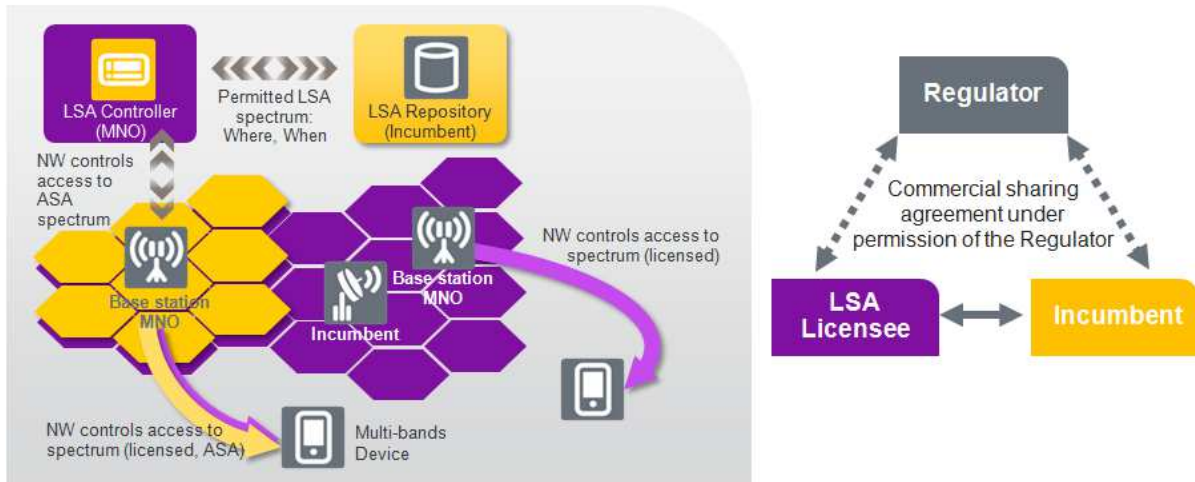 LSA Controller
(MNO)
Permitted LSA
spectrum:
Where, When
LSA Repository
(Incumbent)
NW controls
access to
ASA
spectrum
Base station
MNO
Incumbent
Base station
MNO
NW controls access to
spectrum (licensed)
NW controls access to
spectrum (licensed, ASA)
Multi-bands
Device
Regulator
Commercial sharing
agreement under
permission of the Regulator
LSA
Licensee
Incumbent